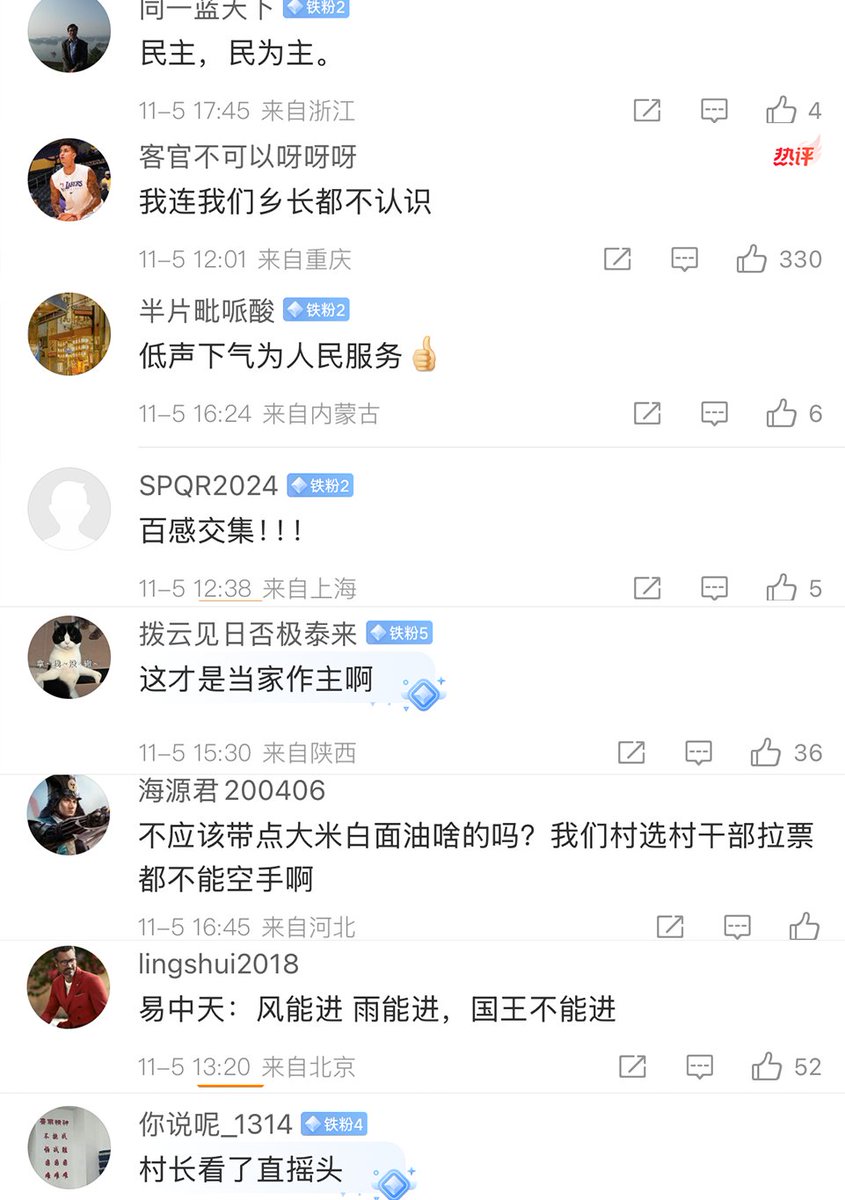 同一蓝天下 铁粉2
民主，民为主。
11-5 17:45 来自浙江 4
客官不可以呀呀呀 热评
我连我们乡长都不认识
11-5 12:01 来自重庆 330
半片毗哌酸 铁粉2
低声下气为人民服务👍
11-5 16:24 来自内蒙古 6
SPQR2024 铁粉2
百感交集！！！
11-5 12:38 来自上海 5
拨云见日否极泰来 铁粉5
这才是当家作主啊
11-5 15:30 来自陕西 36
海源君200406
不应该带点大米白面油啥的吗？我们村选村干部拉票
都不能空手啊
11-5 16:45 来自河北
lingshui2018
易中天：风能进 雨能进，国王不能进
11-5 13:20 来自北京 52
你说呢_1314 铁粉4
村长看了直摇头